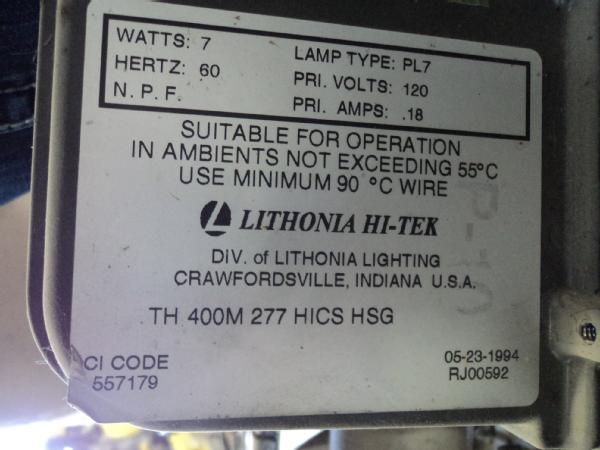 WATTS: 7 LAMP TYPE: PL7
HERTZ: 60 PRI. VOLTS: 120
N. P. F. PRI. AMPS: .18
SUITABLE FOR OPERATION
IN AMBIENTS NOT EXCEEDING 55°C
USE MINIMUM 90 °C WIRE
LITHONIA HI-TEK
DIV. of LITHONIA LIGHTING
CRAWFORDSVILLE, INDIANA U.S.A.
TH 400M 277 HICS HSG
CI CODE 05-23-1994
557179 RJ00592